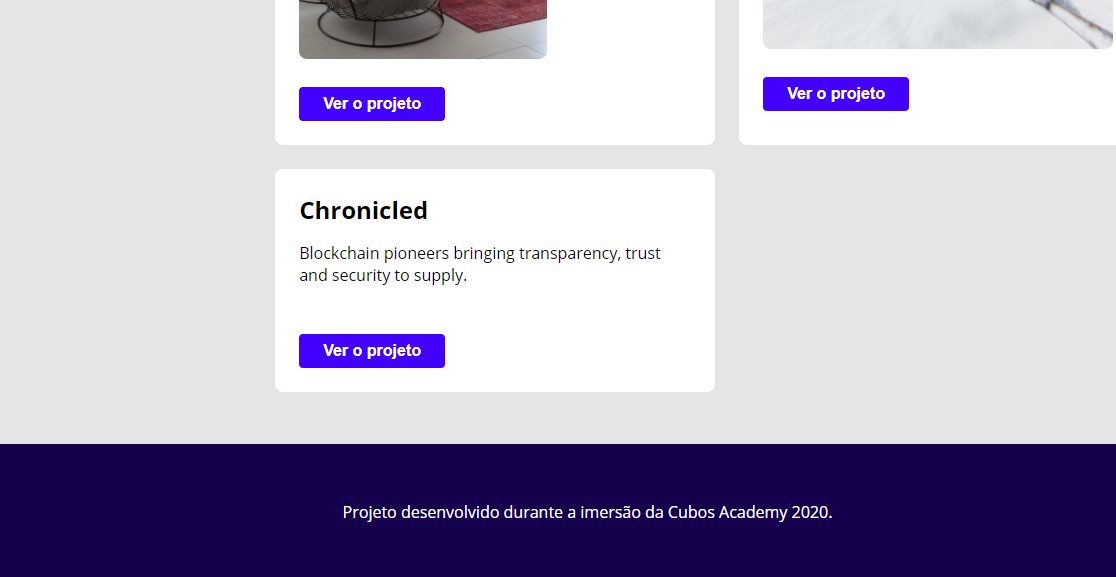 Ver o projeto
Ver o projeto
Chronicled
Blockchain pioneers bringing transparency, trust
and security to supply.
Ver o projeto
Projeto desenvolvido durante a imersão da Cubos Academy 2020.